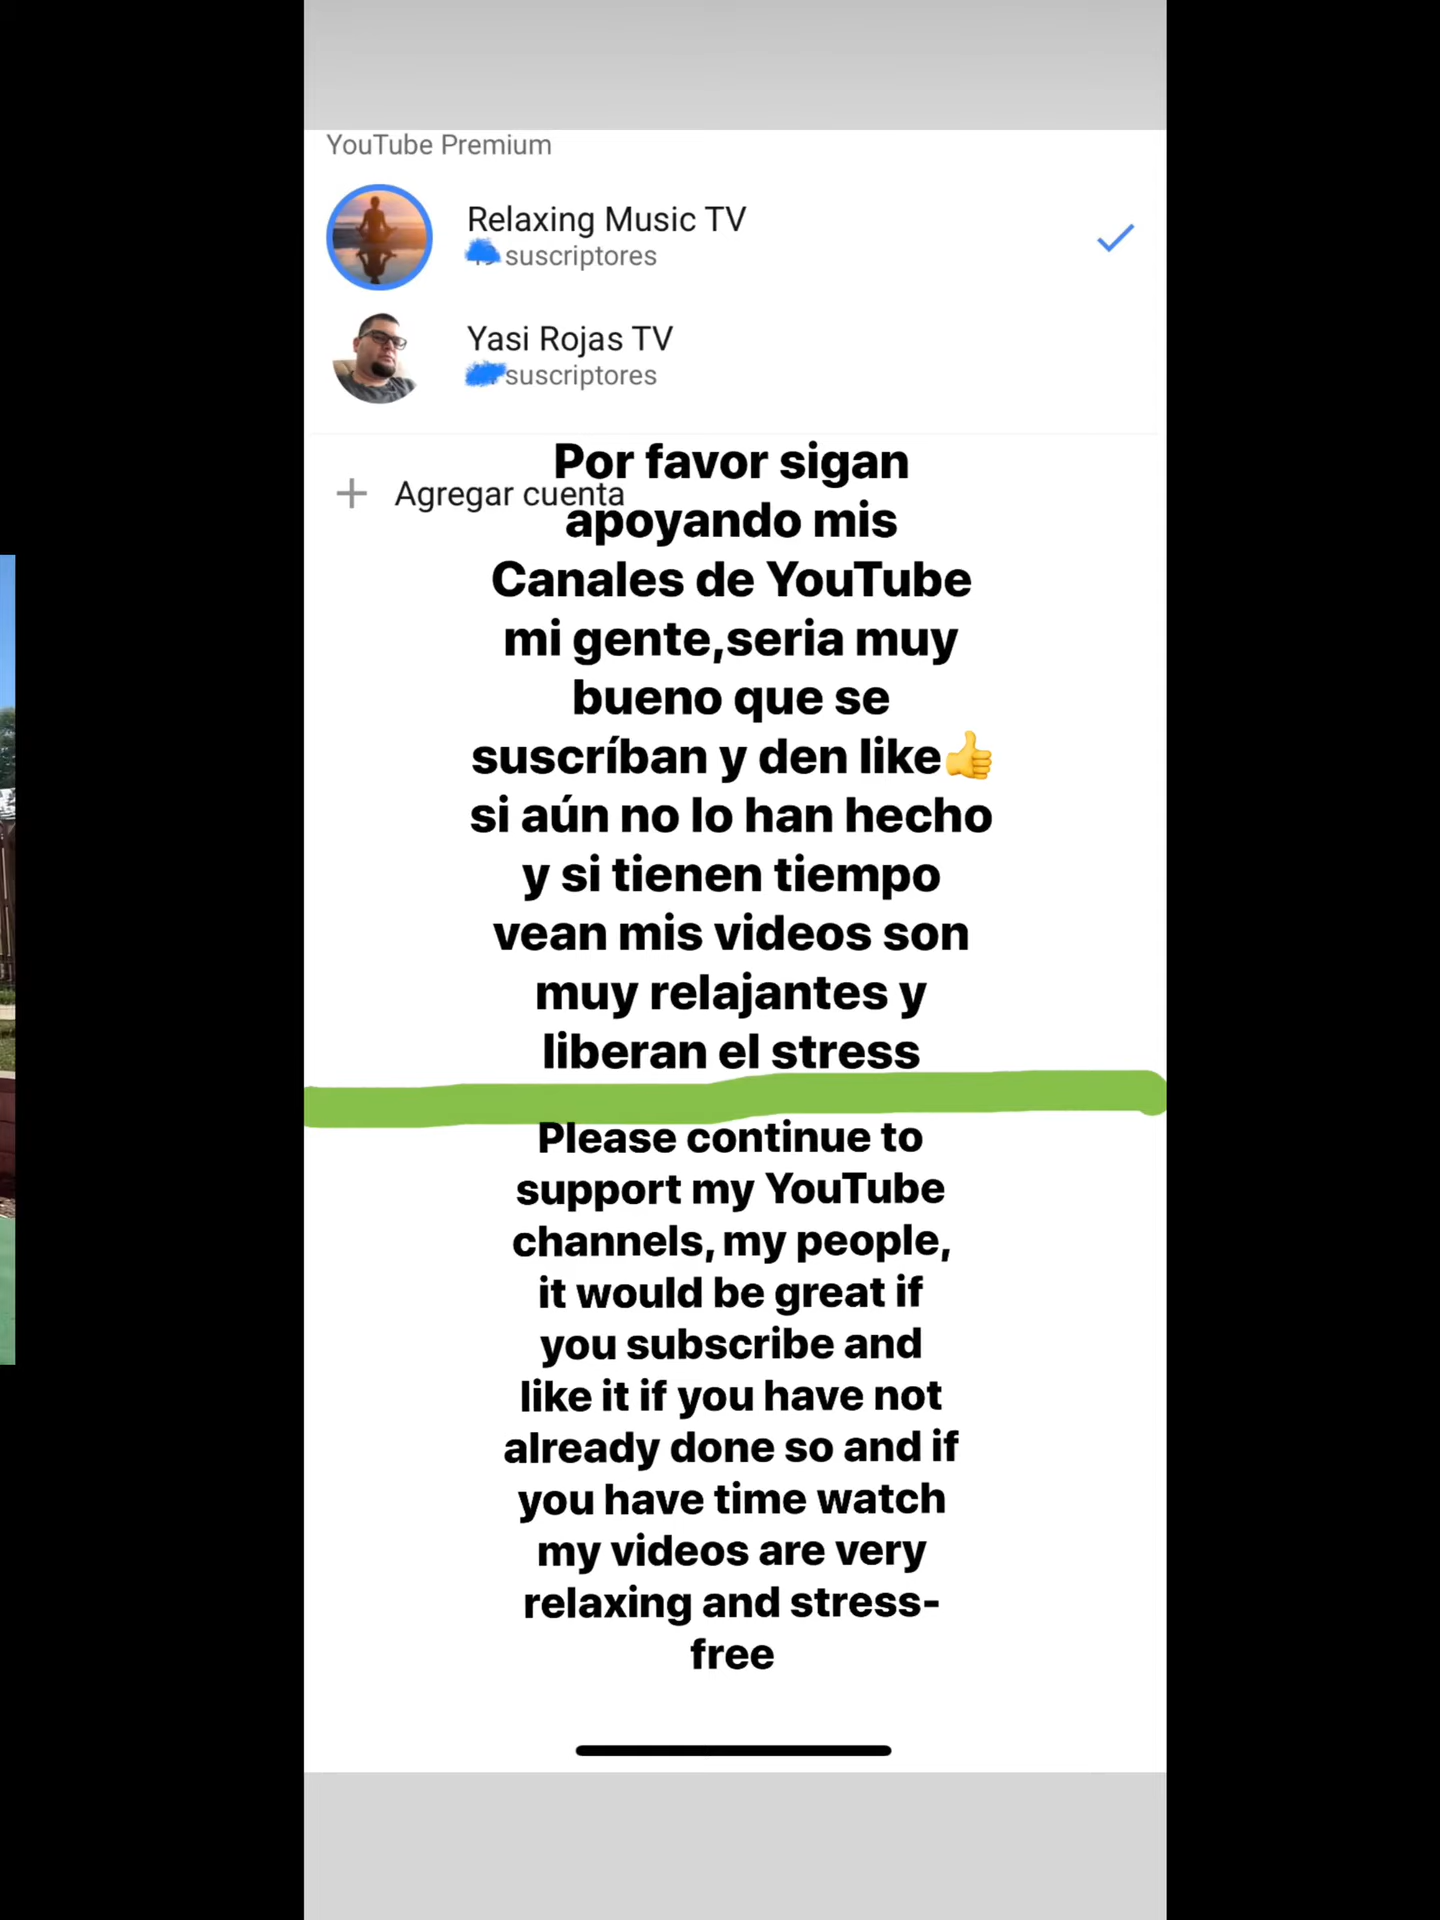 YouTube Premium
Relaxing Music TV
suscriptores
Yasi Rojas TV
suscriptores
Agregar cuenta
Por favor sigan
apoyando mis
Canales de YouTube
mi gente,seria muy
bueno que se
suscríban y den like👍
si aún no lo han hecho
y si tienen tiempo
vean mis videos son
muy relajantes y
liberan el stress
Please continue to
support my YouTube
channels, my people,
it would be great if
you subscribe and
like it if you have not
already done so and if
you have time watch
my videos are very
relaxing and stress-
free